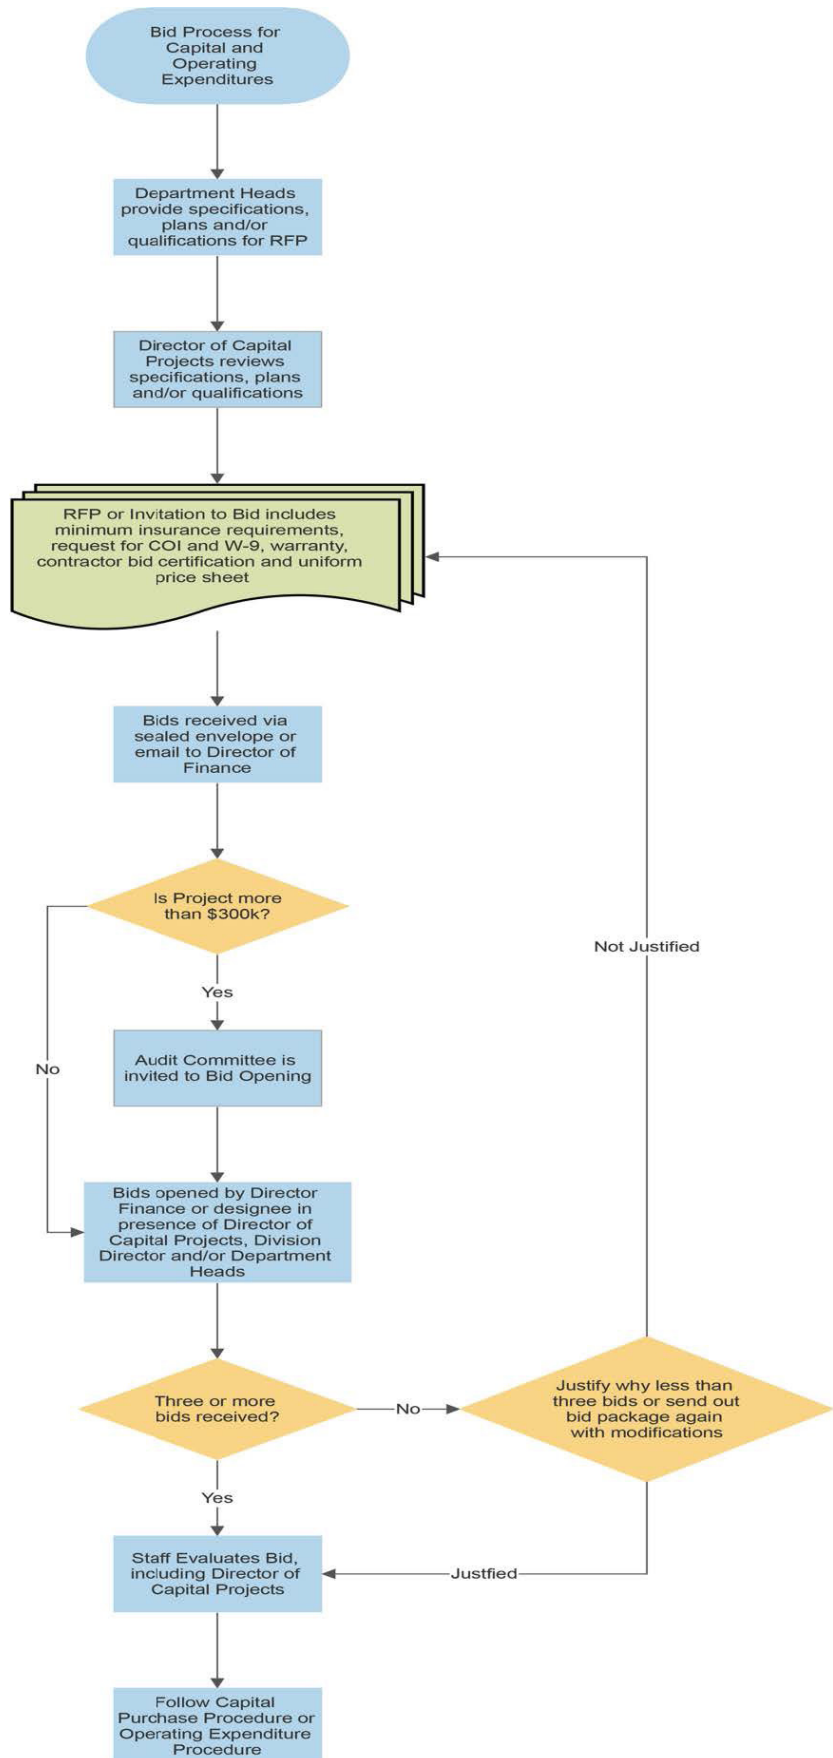 Bid Process for
Capital and
Operating
Expenditures
Department Heads
provide specifications,
plans and/or
qualifications for RFP
Director of Capital
Projects reviews
specifications, plans
and/or qualifications
RFP or Invitation to Bid includes
minimum insurance requirements,
request for COI and W-9, warranty,
contractor bid certification and uniform
price sheet
Bids received via
sealed envelope or
email to Director of
Finance
Is Project more
than $300k?
Not Justified
Yes
No
Audit Committee is
invited to Bid Opening
Bids opened by Director
Finance or designee in
presence of Director of
Capital Projects, Division
Director and/or Department
Heads
Three or more
bids received?
No
Justify why less than
three bids or send out
bid package again
with modifications
Yes
Staff Evaluates Bid,
including Director of
Capital Projects
Justfied
Follow Capital
Purchase Procedure or
Operating Expenditure
Procedure